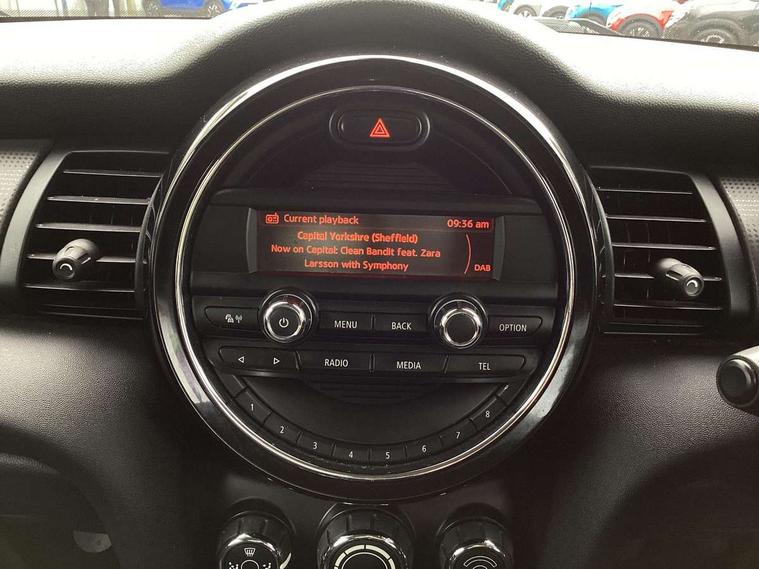 Current playback 09:36 am
Capital Yorkshire (Sheffield)
Now on Capital: Clean Bandit feat. Zara
Larsson with Symphony
DAB
MENU BACK OPTION
RADIO MEDIA TEL
1 2 3 4 5 6 7 8